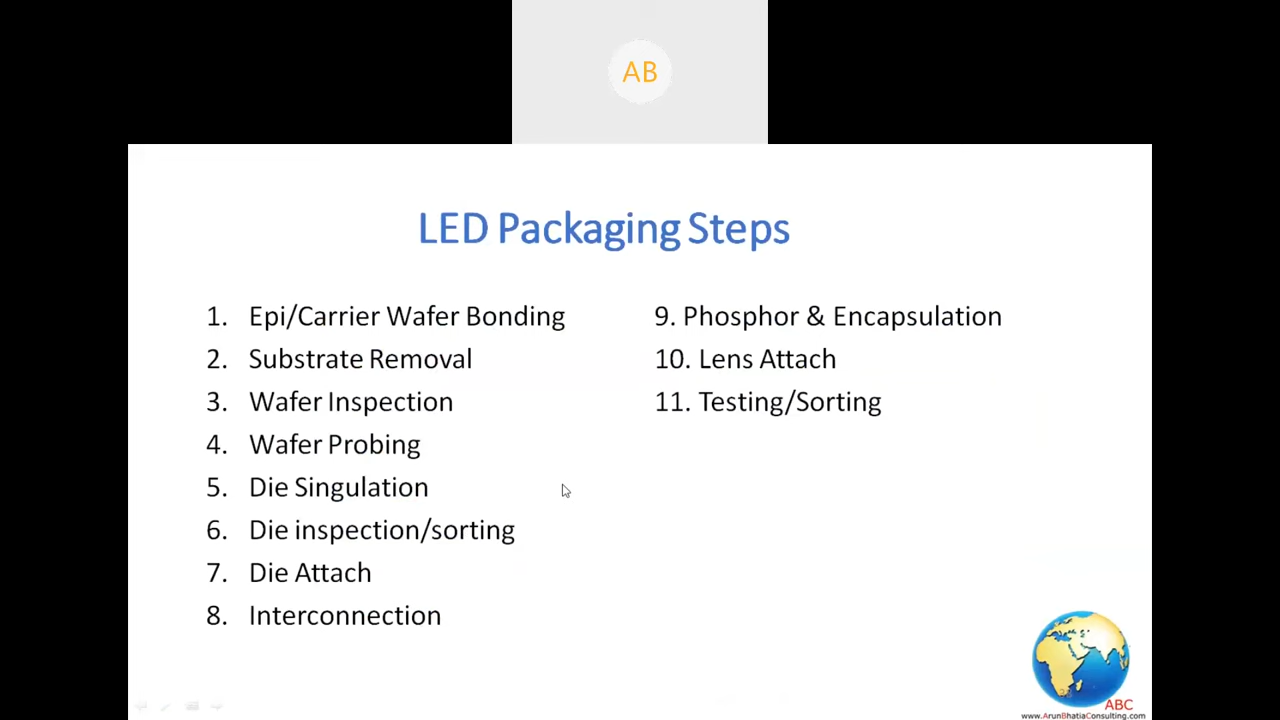 AB
LED Packaging Steps
1. Epi/Carrier Wafer Bonding
2. Substrate Removal
3. Wafer Inspection
4. Wafer Probing
5. Die Singulation
6. Die inspection/sorting
7. Die Attach
8. Interconnection
9. Phosphor & Encapsulation
10. Lens Attach
11. Testing/Sorting
ABC
www.ArunBhatiaConsulting.com